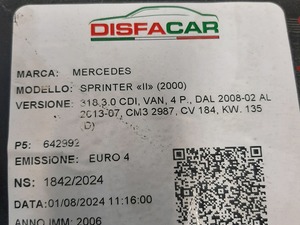 DISFACAR
MARCA: MERCEDES
MODELLO: SPRINTER «II» (2000)
VERSIONE: 318 3.0 CDI, VAN, 4 P., DAL 2008-02 AL
2013-07, CM3 2987, CV 184, KW. 135
(D)
P5: 642992
EMISSIONE: EURO 4
NS: 1842/2024
DATA:01/08/2024 11:16:00
ANNO IMM: 2006